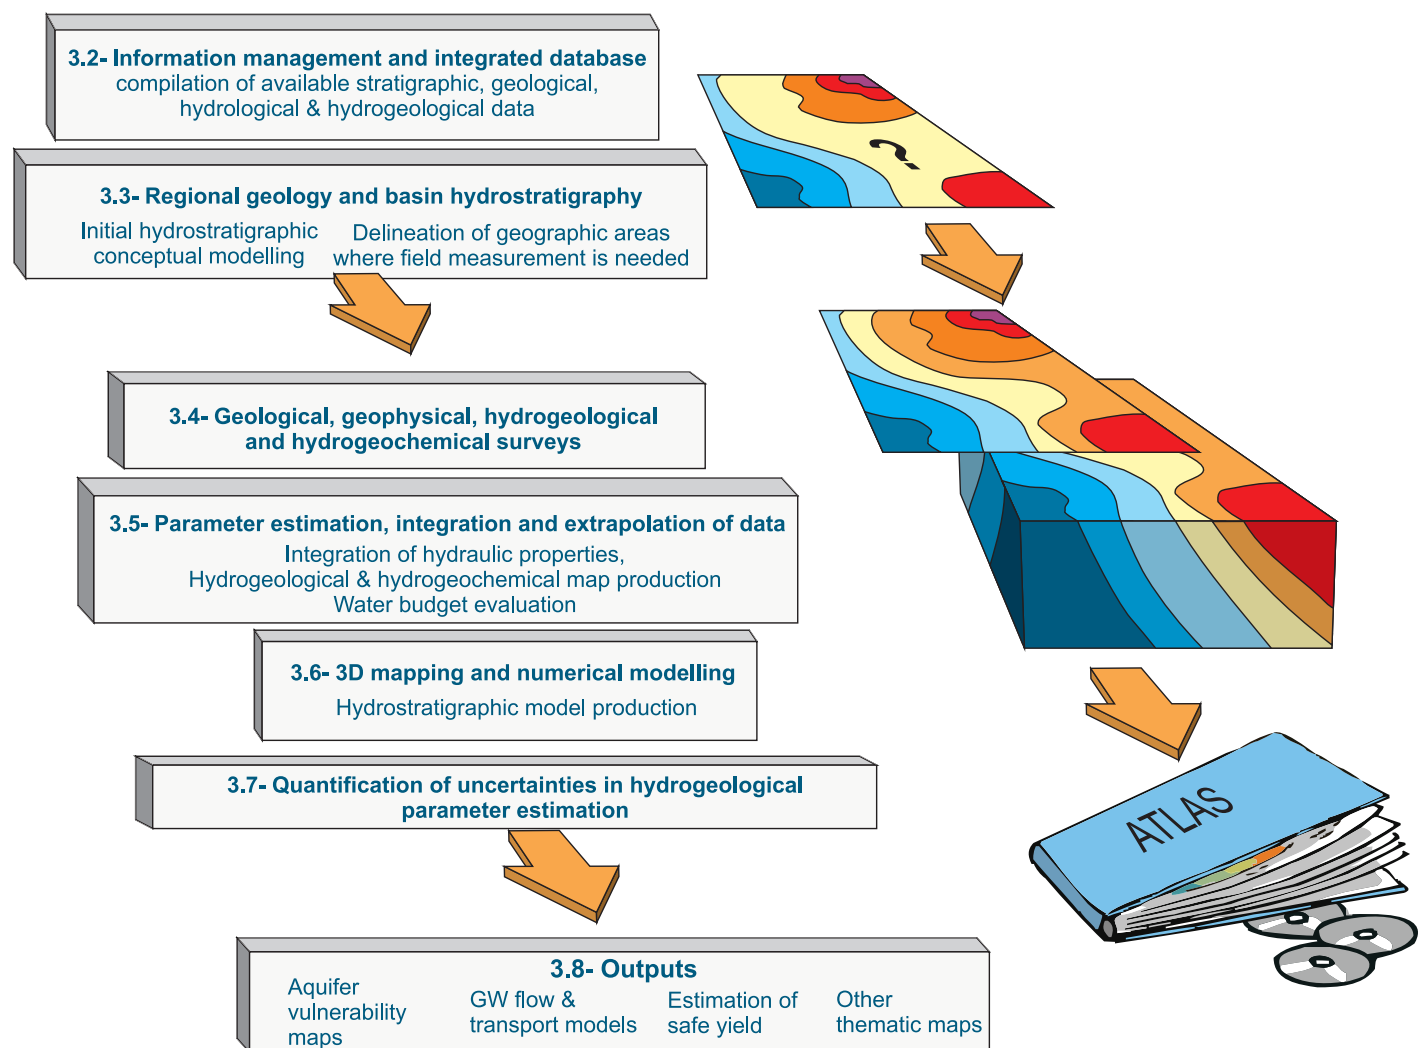 3.2- Information management and integrated database
compilation of available stratigraphic, geological,
hydrological & hydrogeological data
?
3.3- Regional geology and basin hydrostratigraphy
Initial hydrostratigraphic
conceptual modelling
Delineation of geographic areas
where field measurement is needed
3.4- Geological, geophysical, hydrogeological
and hydrogeochemical surveys
3.5- Parameter estimation, integration and extrapolation of data
Integration of hydraulic properties,
Hydrogeological & hydrogeochemical map production
Water budget evaluation
3.6- 3D mapping and numerical modelling
Hydrostratigraphic model production
3.7- Quantification of uncertainties in hydrogeological
parameter estimation
ATLAS
3.8- Outputs
Aquifer
vulnerability
maps
GW flow &
transport models
Estimation of
safe yield
Other
thematic maps